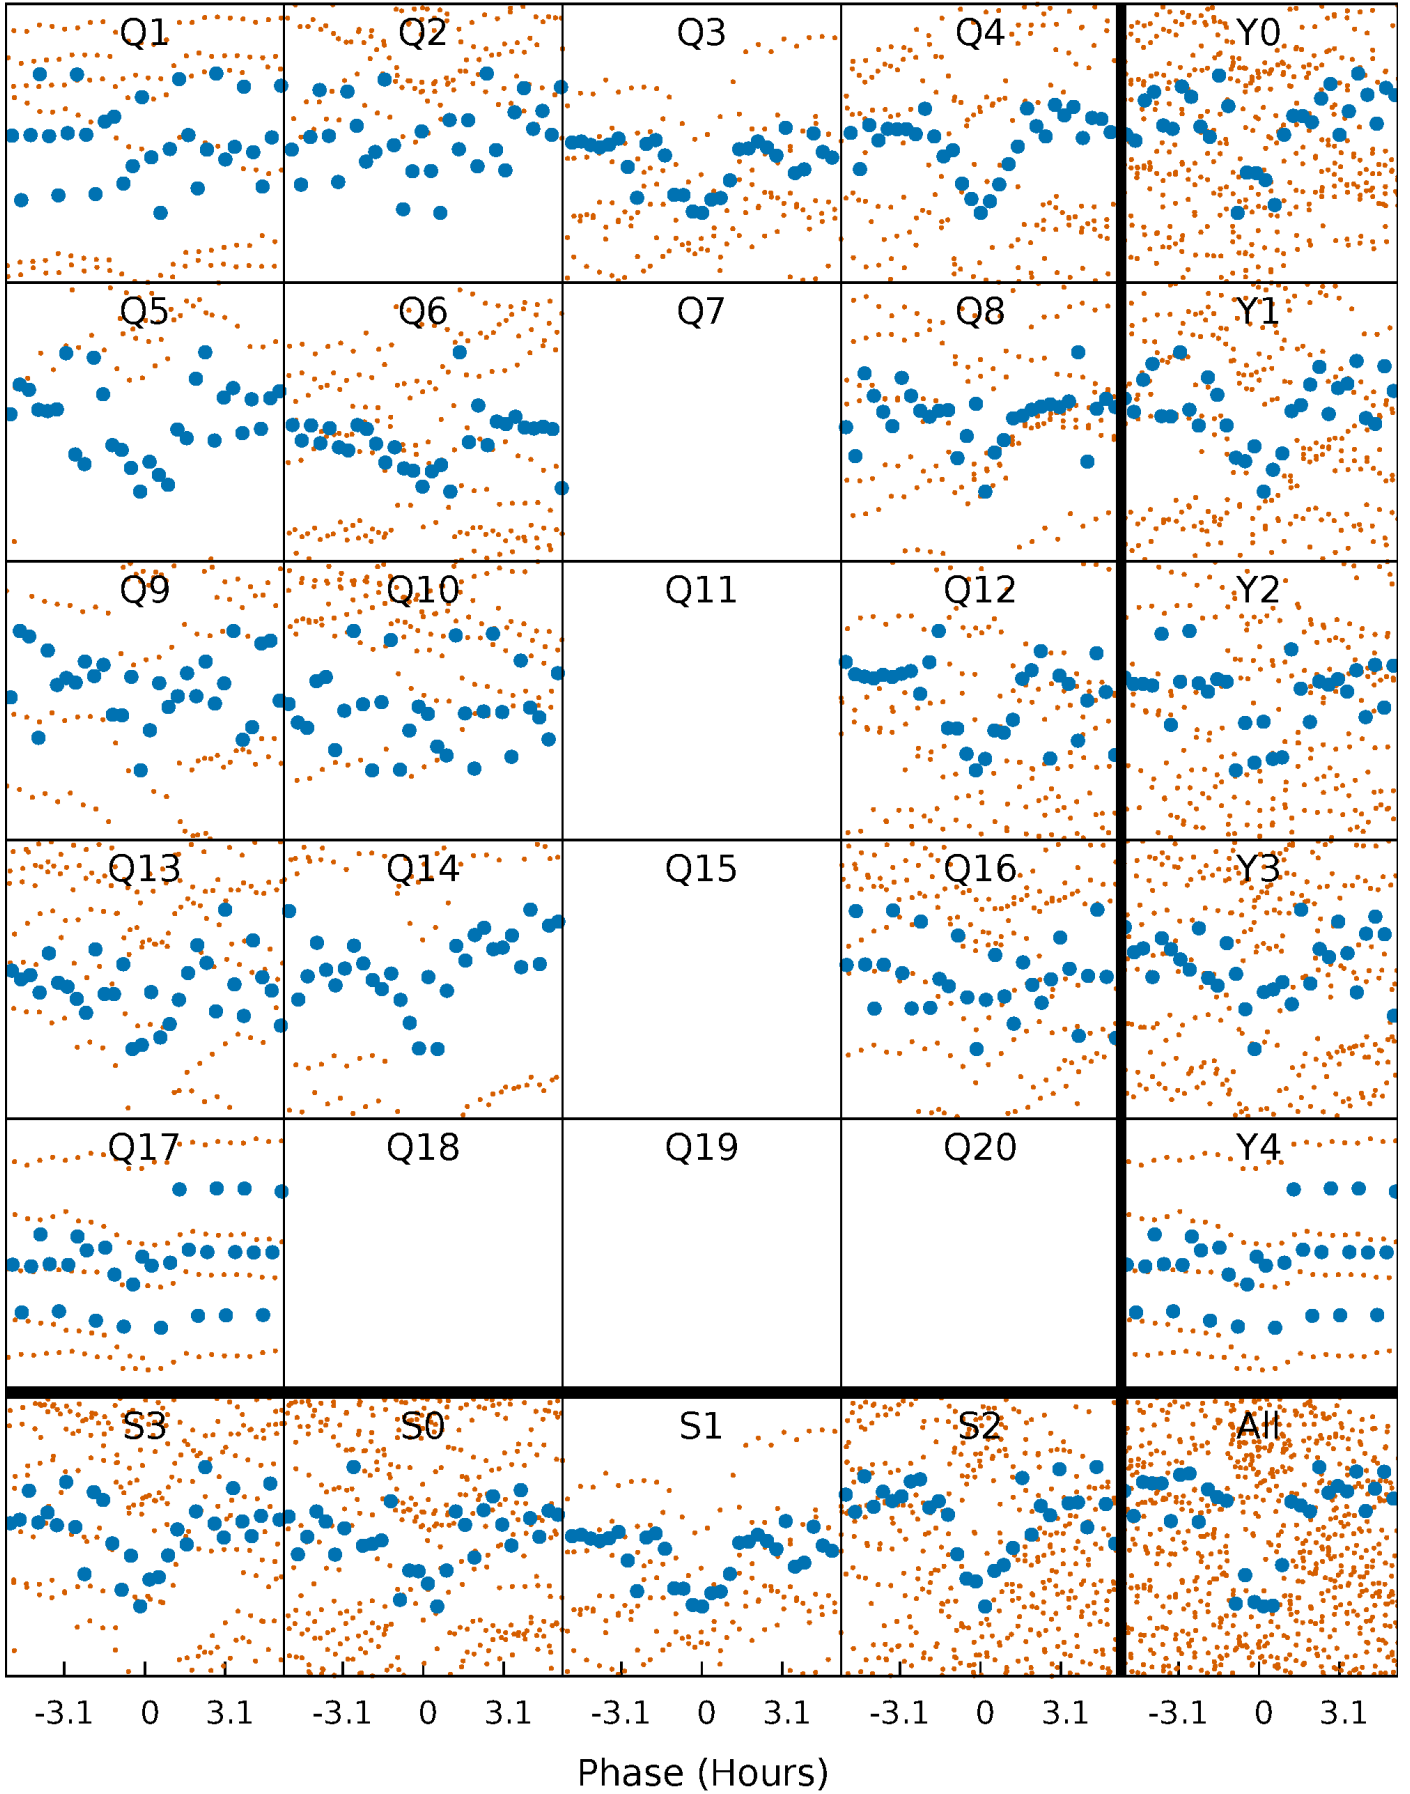 Q1 Q2 Q3 Q4 Y0
Q5 Q6 Q7 Q8 Y1
Q9 Q10 Q11 Q12 Y2
Q13 Q14 Q15 Q16 Y3
Q17 Q18 Q19 Q20 Y4
S3 S0 S1 S2 All
-3.1 0 3.1 -3.1 0 3.1 -3.1 0 3.1 -3.1 0 3.1 -3.1 0 3.1
Phase (Hours)